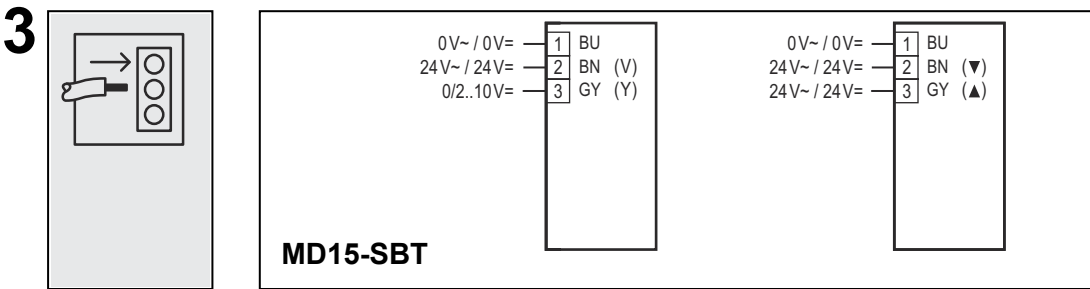 3
0V~ / 0V= 1 BU
24V~ / 24V= 2 BN (V)
0/2..10V= 3 GY (Y)
0V~ / 0V= 1 BU
24V~ / 24V= 2 BN (▼)
24V~ / 24V= 3 GY (▲)
MD15-SBT